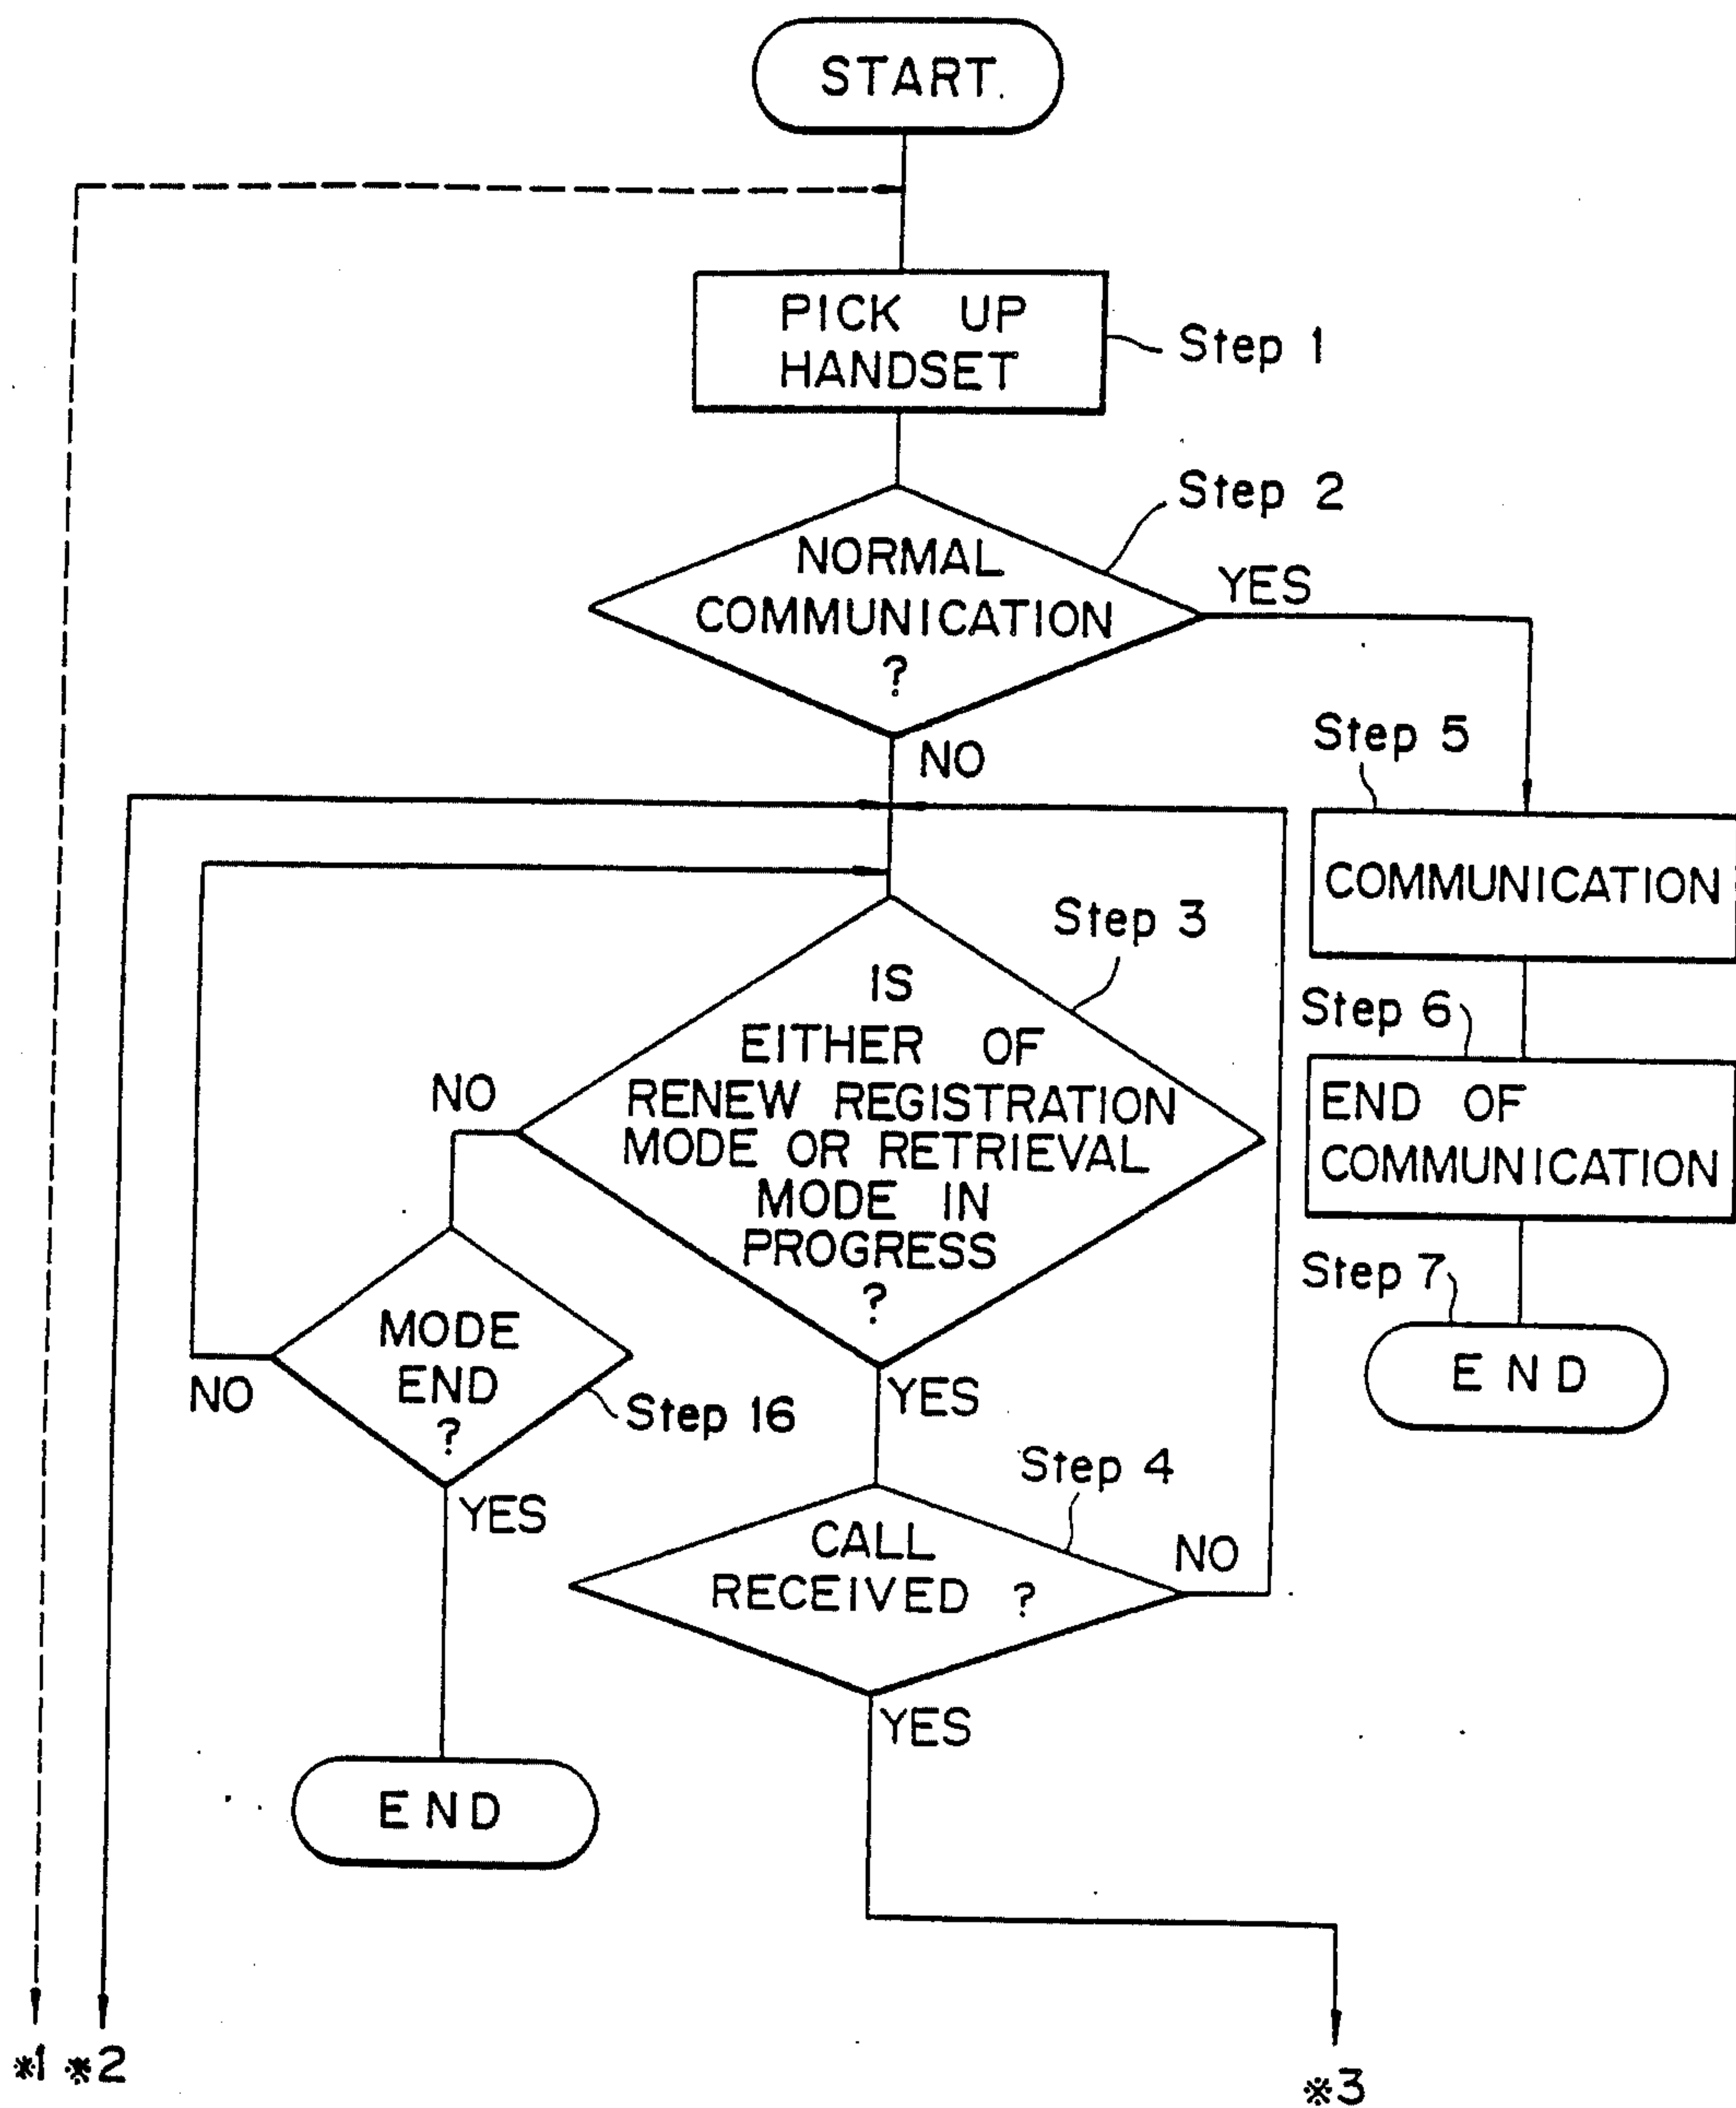 START
PICK UP
HANDSET
Step 1
Step 2
NORMAL
COMMUNICATION
?
YES
NO
Step 5
COMMUNICATION
Step 3
IS
EITHER OF
RENEW REGISTRATION
MODE OR RETRIEVAL
MODE IN
PROGRESS
?
NO
Step 6
END OF
COMMUNICATION
Step 7
END
MODE
END
?
NO
Step 16
YES
YES
Step 4
CALL
RECEIVED ?
NO
YES
END
※1 ※2
※3